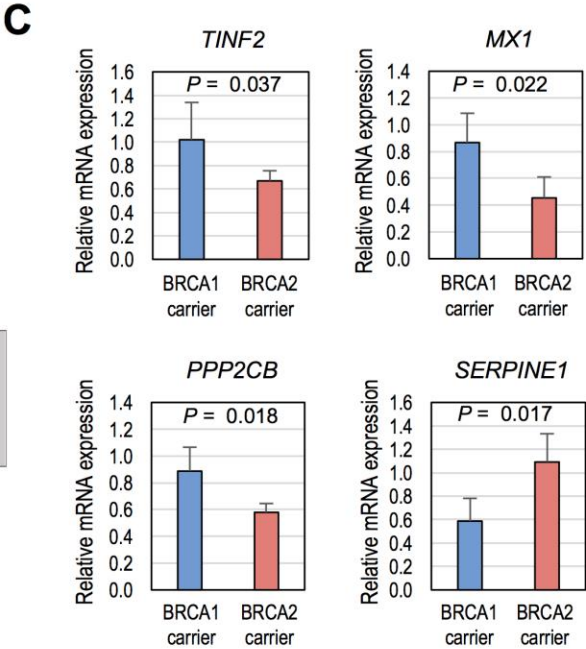 C
TINF2
Relative mRNA expression
1.6
1.4
1.2
1.0
0.8
0.6
0.4
0.2
0.0
P = 0.037
BRCA1 carrier
BRCA2 carrier
MX1
Relative mRNA expression
1.4
1.2
1.0
0.8
0.6
0.4
0.2
0.0
P = 0.022
BRCA1 carrier
BRCA2 carrier
PPP2CB
Relative mRNA expression
1.4
1.2
1.0
0.8
0.6
0.4
0.2
0.0
P = 0.018
BRCA1 carrier
BRCA2 carrier
SERPINE1
Relative mRNA expression
1.6
1.4
1.2
1.0
0.8
0.6
0.4
0.2
0.0
P = 0.017
BRCA1 carrier
BRCA2 carrier